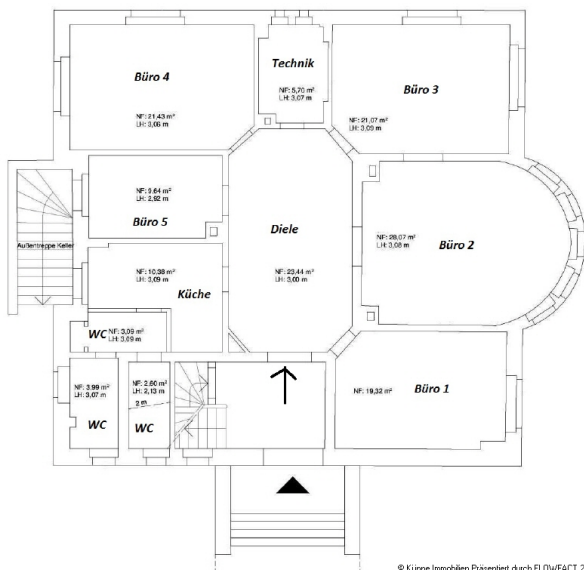 Büro 4
NF: 21,43 m²
LH: 3,06 m
Technik
NF: 5,70 m²
LH: 3,07 m
Büro 3
NF: 21,07 m²
LH: 3,09 m
NF: 9.64 m²
LH: 2,92 m
Büro 5
Diele
NF: 23,44 m²
LH: 3,00 m
NF: 28,07 m²
LH: 3,08 m
Büro 2
Außentreppe Keller
NF: 10,38 m²
LH: 3,09 m
Küche
WC
NF: 3,09 m²
LH: 3,09 m
NF: 3.99 m²
LH: 3,07 m
WC
NF: 2,60 m²
LH: 2,13 m
2 m
WC
NF: 19,32 m²
Büro 1
© Künne Immobilien Präsentiert durch FLOWFACT 2